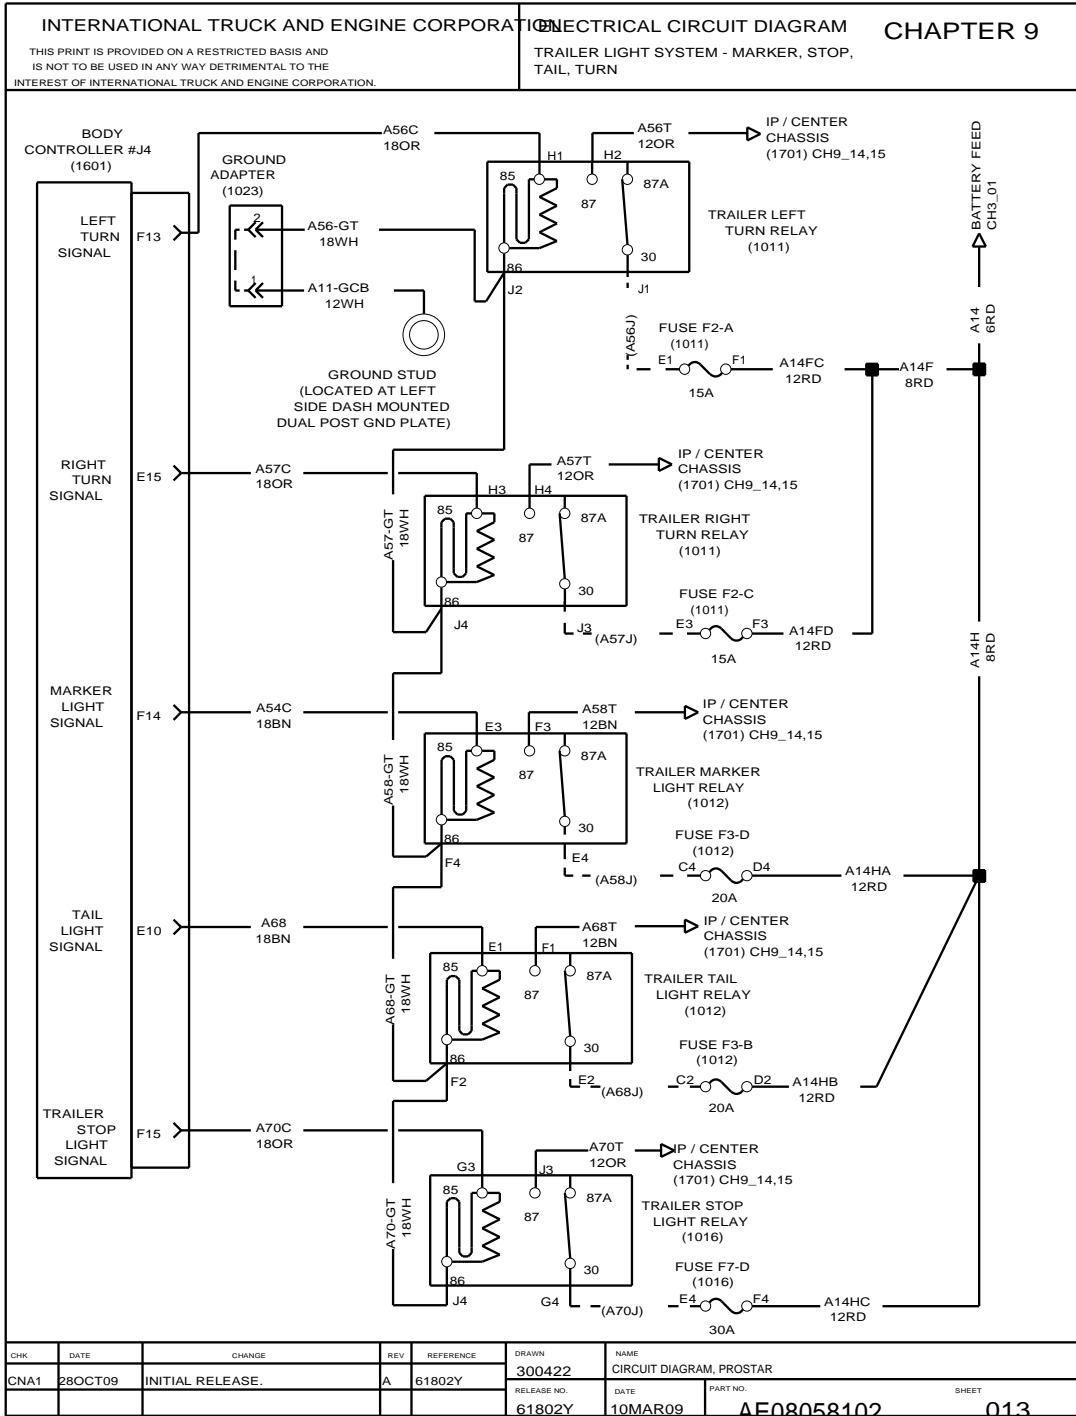 INTERNATIONAL TRUCK AND ENGINE CORPORATION
THIS PRINT IS PROVIDED ON A RESTRICTED BASIS AND
IS NOT TO BE USED IN ANY WAY DETRIMENTAL TO THE
INTEREST OF INTERNATIONAL TRUCK AND ENGINE CORPORATION.
ELECTRICAL CIRCUIT DIAGRAM
TRAILER LIGHT SYSTEM - MARKER, STOP,
TAIL, TURN
CHAPTER 9
BODY
CONTROLLER #J4
(1601)
LEFT
TURN
SIGNAL
F13
GROUND
ADAPTER
(1023)
2
1
A56C
18OR
A56-GT
18WH
A11-GCB
12WH
GROUND STUD
(LOCATED AT LEFT
SIDE DASH MOUNTED
DUAL POST GND PLATE)
H1
H2
85
87
87A
30
86
J2
J1
A56T
12OR
IP / CENTER
CHASSIS
(1701) CH9_14,15
TRAILER LEFT
TURN RELAY
(1011)
BATTERY FEED
CH3_01
A14
6RD
(A56J)
FUSE F2-A
(1011)
E1
F1
15A
A14FC
12RD
A14F
8RD
RIGHT
TURN
SIGNAL
E15
A57C
18OR
A57-GT
18WH
H3
H4
85
87
87A
30
86
J4
J3
A57T
12OR
IP / CENTER
CHASSIS
(1701) CH9_14,15
TRAILER RIGHT
TURN RELAY
(1011)
(A57J)
FUSE F2-C
(1011)
E3
F3
15A
A14FD
12RD
A14H
8RD
MARKER
LIGHT
SIGNAL
F14
A54C
18BN
A58-GT
18WH
E3
F3
85
87
87A
30
86
F4
E4
A58T
12BN
IP / CENTER
CHASSIS
(1701) CH9_14,15
TRAILER MARKER
LIGHT RELAY
(1012)
(A58J)
FUSE F3-D
(1012)
C4
D4
20A
A14HA
12RD
TAIL
LIGHT
SIGNAL
E10
A68
18BN
A68-GT
18WH
E1
F1
85
87
87A
30
86
F2
E2
A68T
12BN
IP / CENTER
CHASSIS
(1701) CH9_14,15
TRAILER TAIL
LIGHT RELAY
(1012)
(A68J)
FUSE F3-B
(1012)
C2
D2
20A
A14HB
12RD
TRAILER
STOP
LIGHT
SIGNAL
F15
A70C
18OR
A70-GT
18WH
G3
J3
85
87
87A
30
86
J4
G4
A70T
12OR
IP / CENTER
CHASSIS
(1701) CH9_14,15
TRAILER STOP
LIGHT RELAY
(1016)
(A70J)
FUSE F7-D
(1016)
E4
F4
30A
A14HC
12RD
CHK DATE CHANGE REV REFERENCE
CNA1 28OCT09 INITIAL RELEASE. A 61802Y
DRAWN
300422
NAME
CIRCUIT DIAGRAM, PROSTAR
RELEASE NO.
61802Y
DATE
10MAR09
PART NO.
AE08058102
SHEET
013